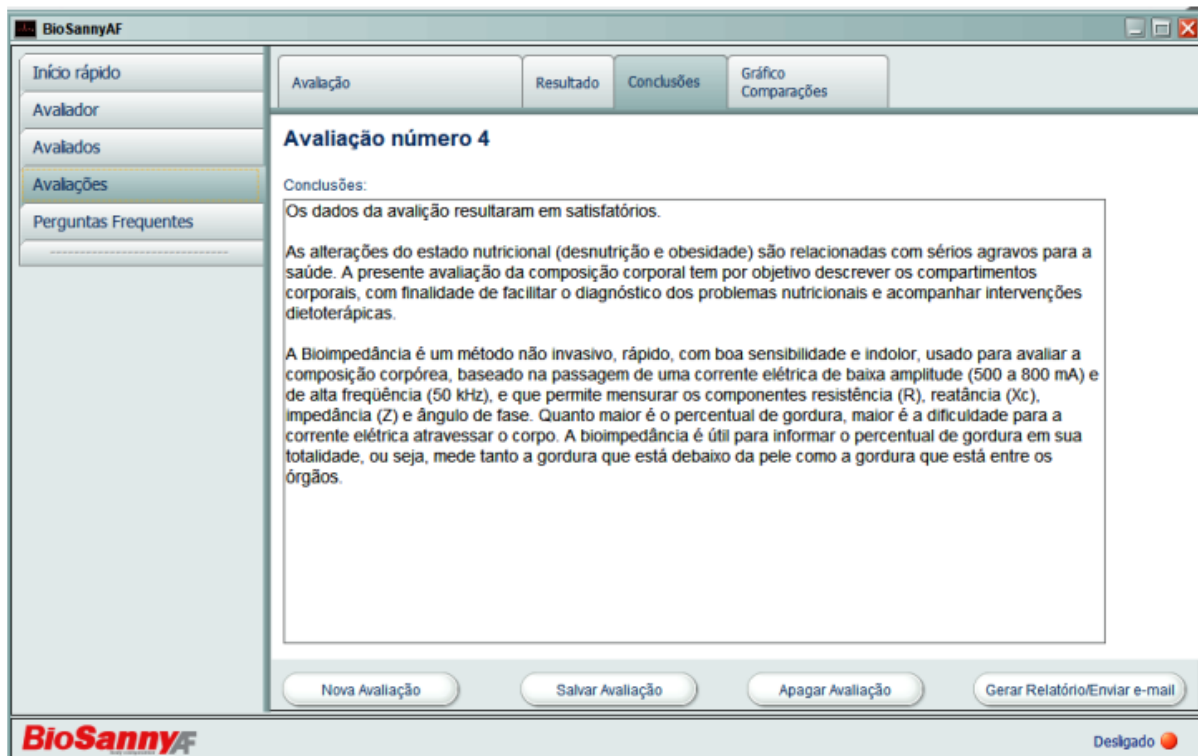 BioSannyAF
Início rápido
Avaliador
Avaliados
Avaliações
Perguntas Frequentes
------------------------------
Avaliação
Resultado
Conclusões
Gráfico
Comparações
Avaliação número 4
Conclusões:
Os dados da avalição resultaram em satisfatórios.
As alterações do estado nutricional (desnutrição e obesidade) são relacionadas com sérios agravos para a
saúde. A presente avaliação da composição corporal tem por objetivo descrever os compartimentos
corporais, com finalidade de facilitar o diagnóstico dos problemas nutricionais e acompanhar intervenções
dietoterápicas.
A Bioimpedância é um método não invasivo, rápido, com boa sensibilidade e indolor, usado para avaliar a
composição corpórea, baseado na passagem de uma corrente elétrica de baixa amplitude (500 a 800 mA) e
de alta freqüência (50 kHz), e que permite mensurar os componentes resistência (R), reatância (Xc),
impedância (Z) e ângulo de fase. Quanto maior é o percentual de gordura, maior é a dificuldade para a
corrente elétrica atravessar o corpo. A bioimpedância é útil para informar o percentual de gordura em sua
totalidade, ou seja, mede tanto a gordura que está debaixo da pele como a gordura que está entre os
órgãos.
Nova Avaliação
Salvar Avaliação
Apagar Avaliação
Gerar Relatório/Enviar e-mail
BioSannyAF
Desligado